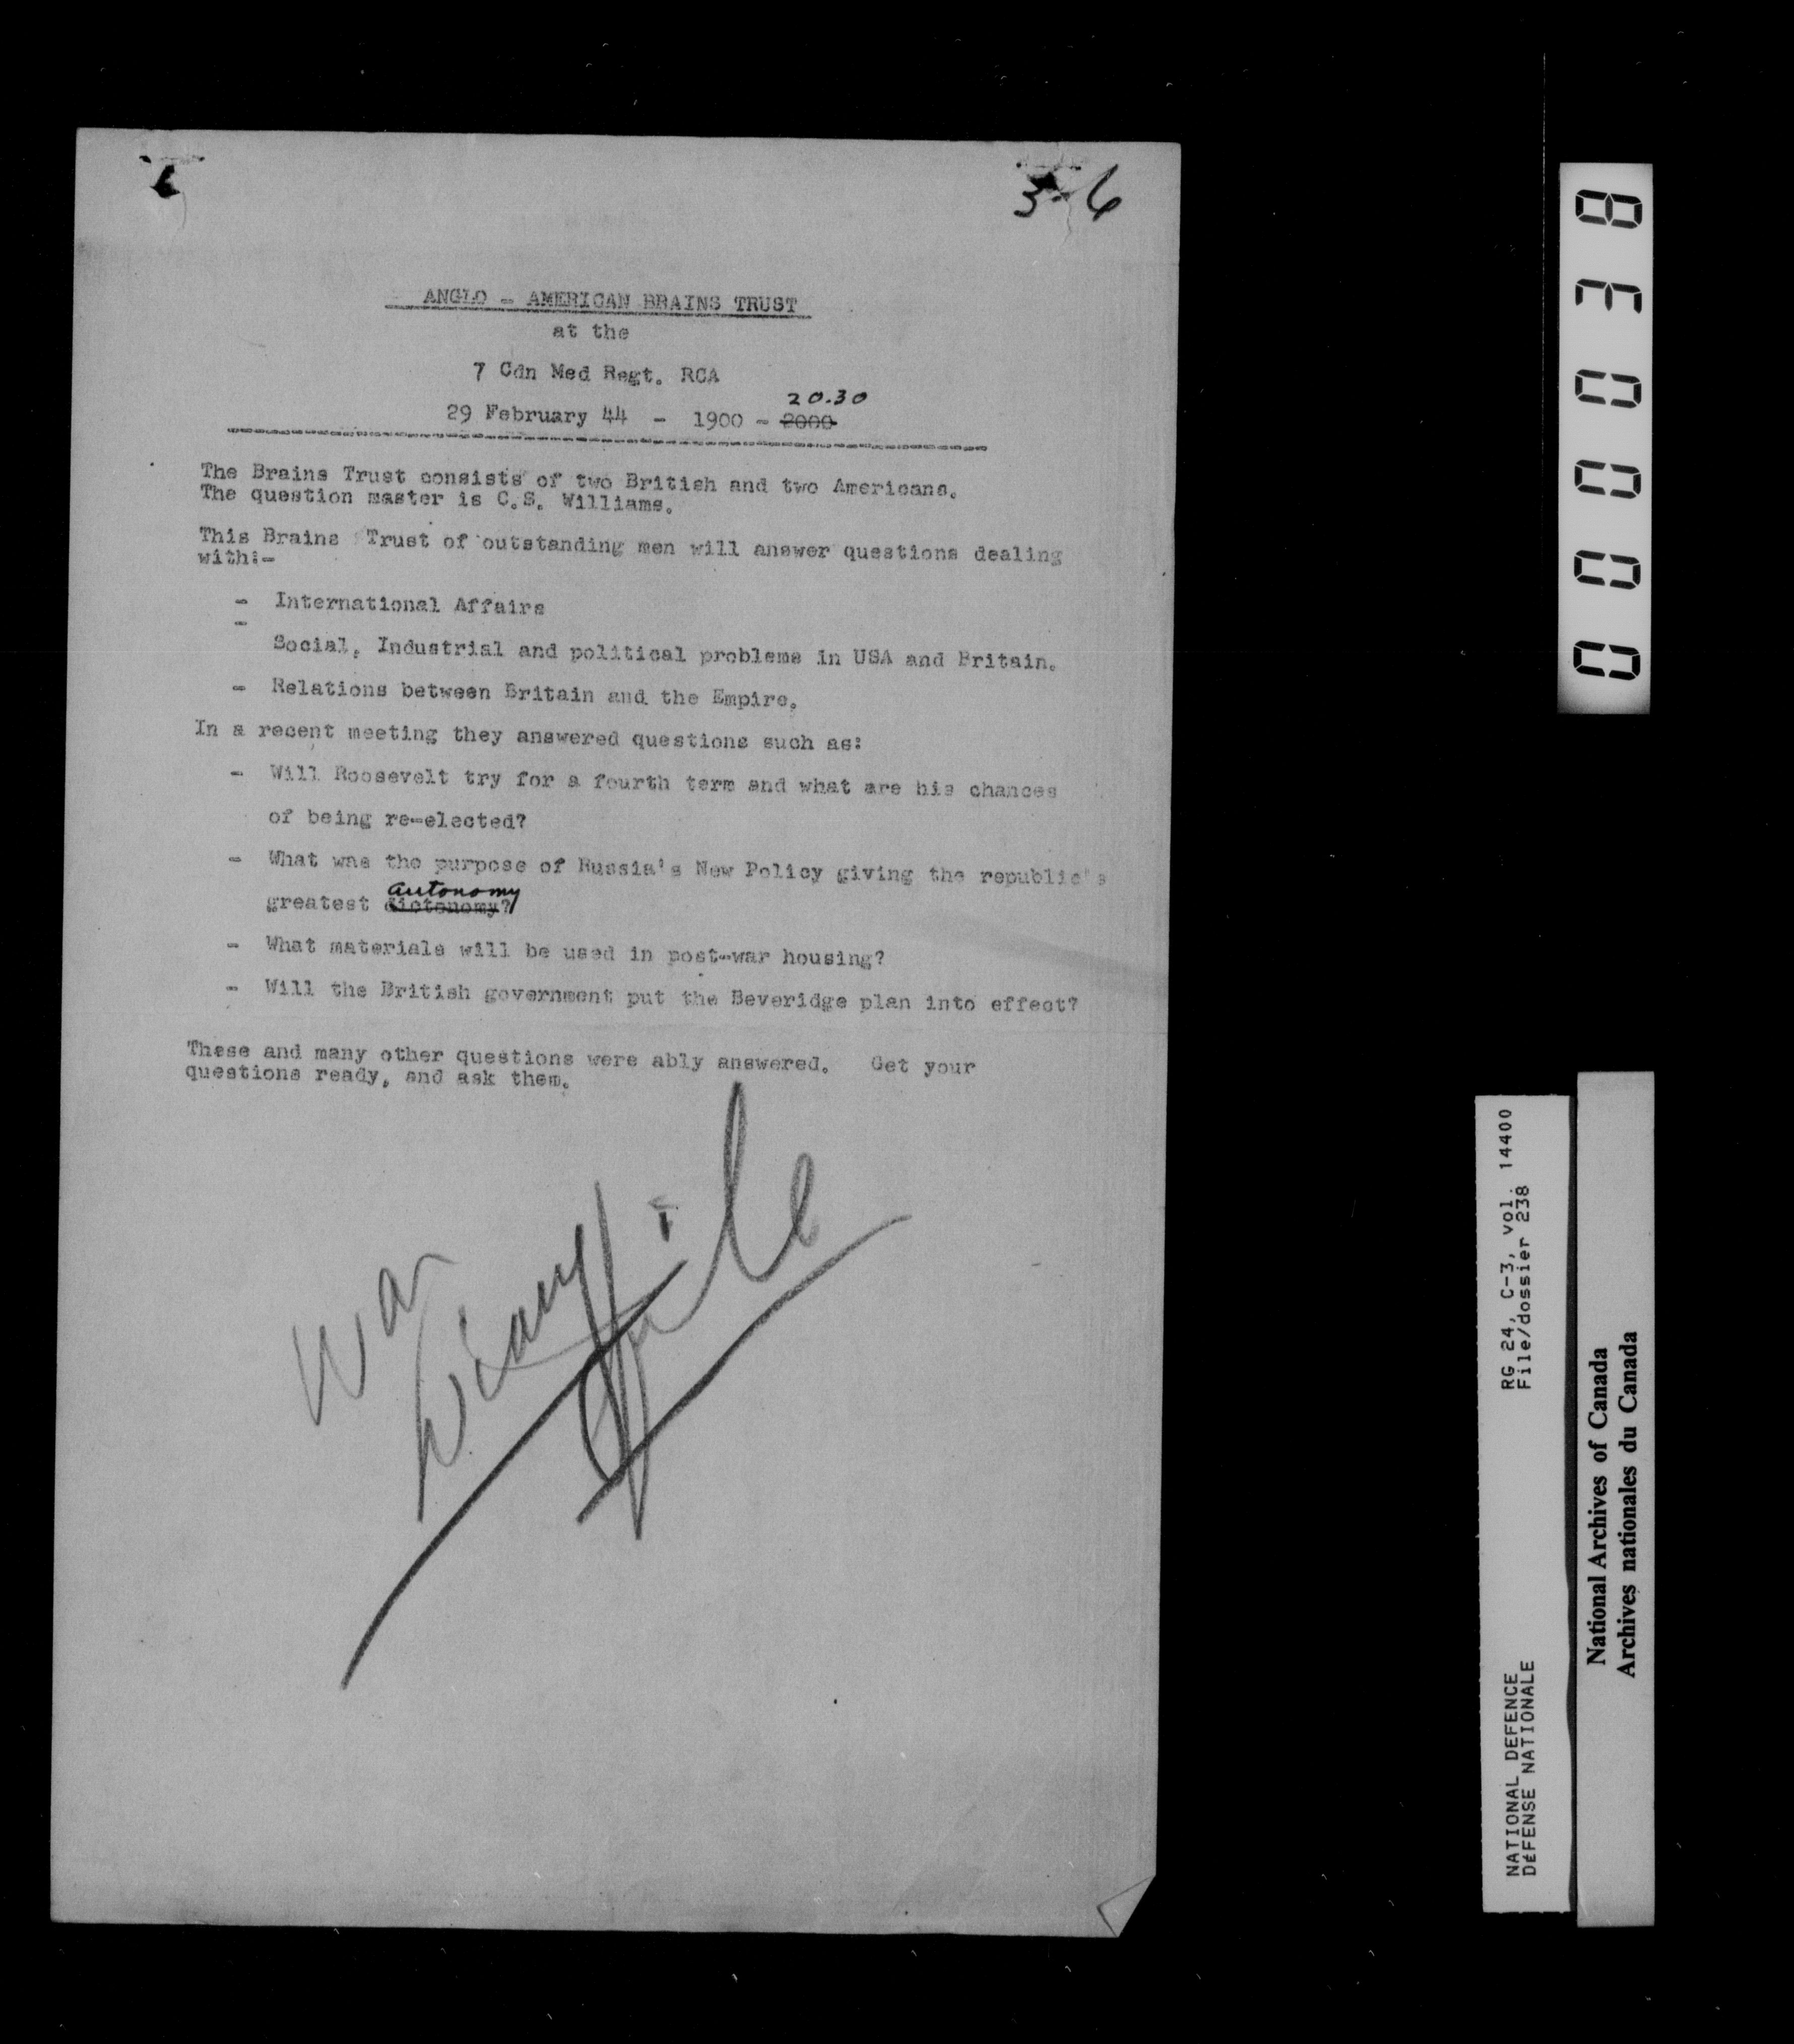 3-6
ANGLO - AMERICAN BRAINS TRUST
at the
7 Cdn Med Regt. RCA
20.30
29 February 44 - 1900 - 2000
The Brains Trust consists of two British and two Americans.
The question master is C.S. Williams.
This Brains Trust of outstanding men will answer questions dealing
with:-
- International Affairs
-
Social, Industrial and political problems in USA and Britain.
- Relations between Britain and the Empire.
In a recent meeting they answered questions such as:
- Will Roosevelt try for a fourth term and what are his chances
of being re-elected?
- What was the purpose of Russia's New Policy giving the republic's
autonomy
greatest dictonomy?
- What materials will be used in post-war housing?
- Will the British government put the Beveridge plan into effect?
These and many other questions were ably answered. Get your
questions ready, and ask them.
War
Diary
file
000038
RG 24, C-3, vol. 14400
File/dossier 238
NATIONAL DEFENCE
DÉFENSE NATIONALE
National Archives of Canada
Archives nationales du Canada